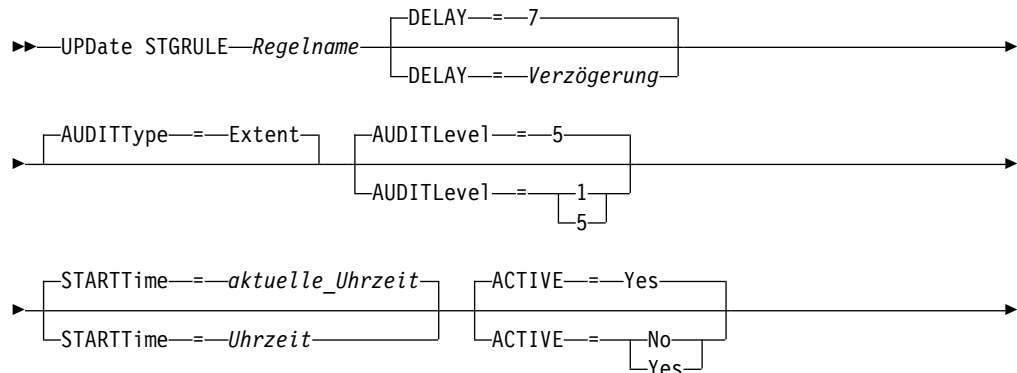 DELAY = 7
UPDate STGRULE Regelname
DELAY = Verzögerung
AUDITType = Extent AUDITLevel = 5
AUDITLevel = 1
5
STARTTime = aktuelle_Uhrzeit ACTIVE = Yes
STARTTime = Uhrzeit ACTIVE = No
Yes